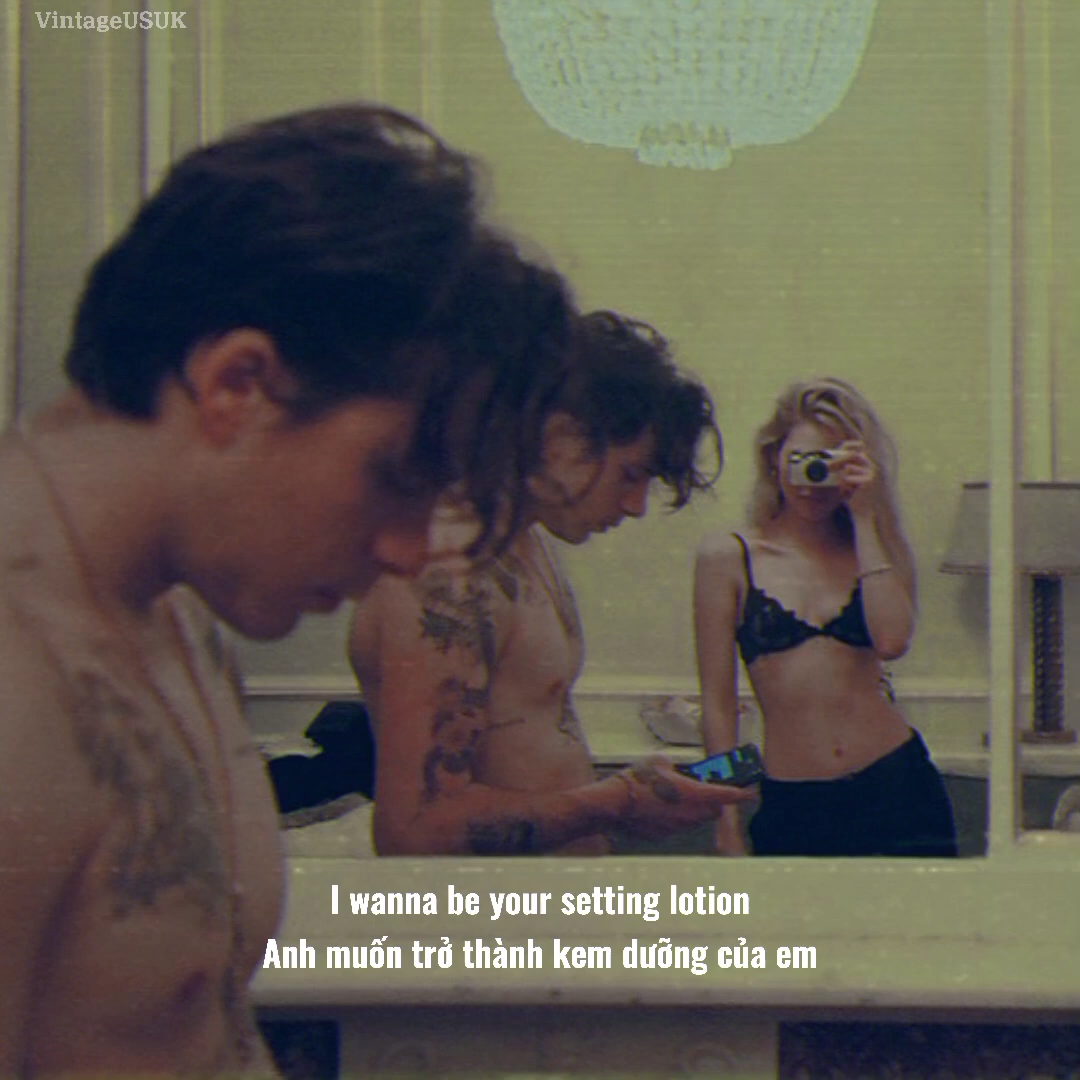 VintageUSUK
I wanna be your setting lotion
Anh muốn trở thành kem dưỡng của em